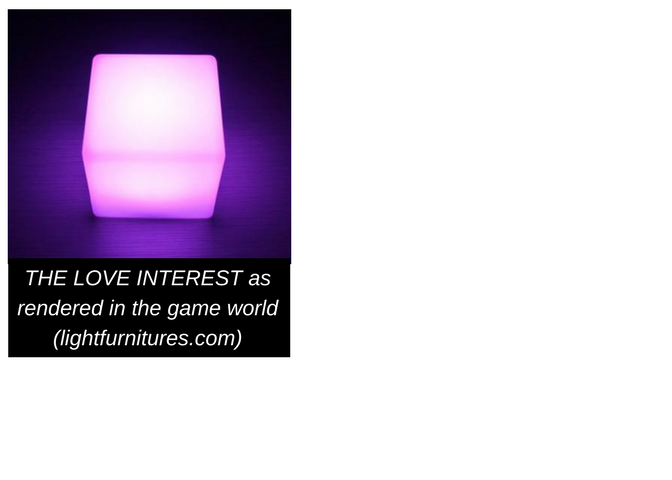 THE LOVE INTEREST as
rendered in the game world
(lightfurnitures.com)